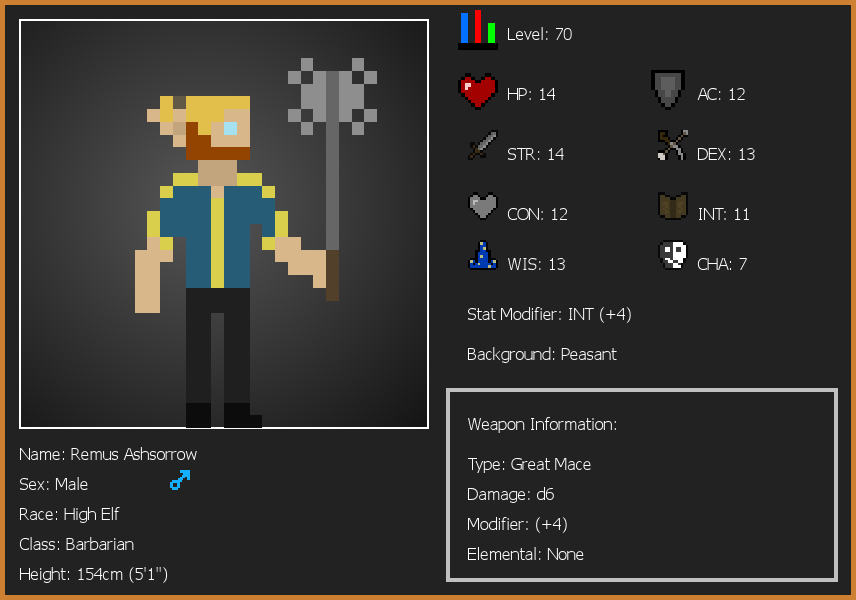 Level: 70
HP: 14
AC: 12
STR: 14
DEX: 13
CON: 12
INT: 11
WIS: 13
CHA: 7
Stat Modifier: INT (+4)
Background: Peasant
Weapon Information:
Type: Great Mace
Damage: d6
Modifier: (+4)
Elemental: None
Name: Remus Ashsorrow
Sex: Male
Race: High Elf
Class: Barbarian
Height: 154cm (5'1")